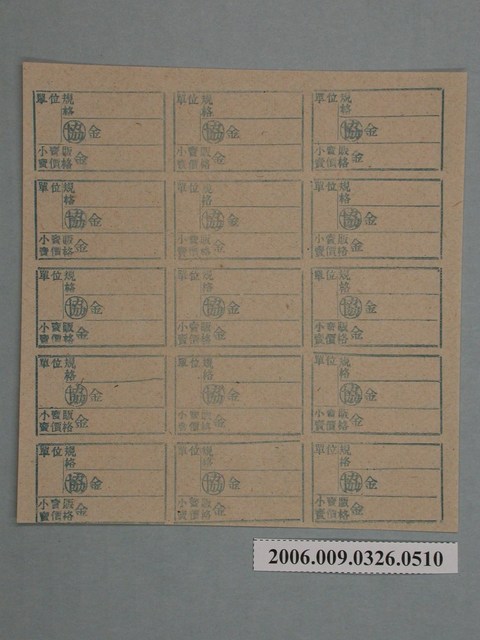 單位規 單位規 單位規
格 格 格
協 金 協 金 協 金
小賣販 小賣販 小賣販
賣價格 金 賣價格 金 賣價格 金
單位規 單位規 單位規
格 格 格
協 金 協 金 協 金
小賣販 小賣販 小賣販
賣價格 金 賣價格 金 賣價格 金
單位規 單位規 單位規
格 格 格
協 金 協 金 協 金
小賣販 小賣販 小賣販
賣價格 金 賣價格 金 賣價格 金
單位規 單位規 單位規
格 格 格
協 金 協 金 協 金
小賣販 小賣販 小賣販
賣價格 金 賣價格 金 賣價格 金
單位規 單位規 單位規
格 格 格
協 金 協 金 協 金
小賣販 小賣販 小賣販
賣價格 金 賣價格 金 賣價格 金
2006.009.0326.0510